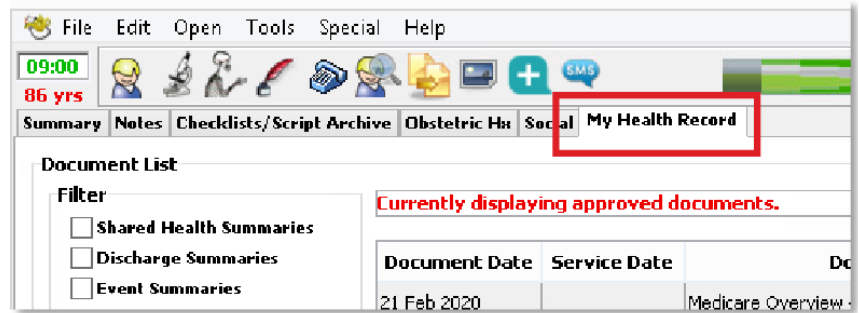 File Edit Open Tools Special Help
09:00
86 yrs
SMS
Summary Notes Checklists/Script Archive Obstetric Hx Social My Health Record
Document List
Filter
Currently displaying approved documents.
Shared Health Summaries
Discharge Summaries
Document Date Service Date
Event Summaries
21 Feb 2020 Medicare Overview